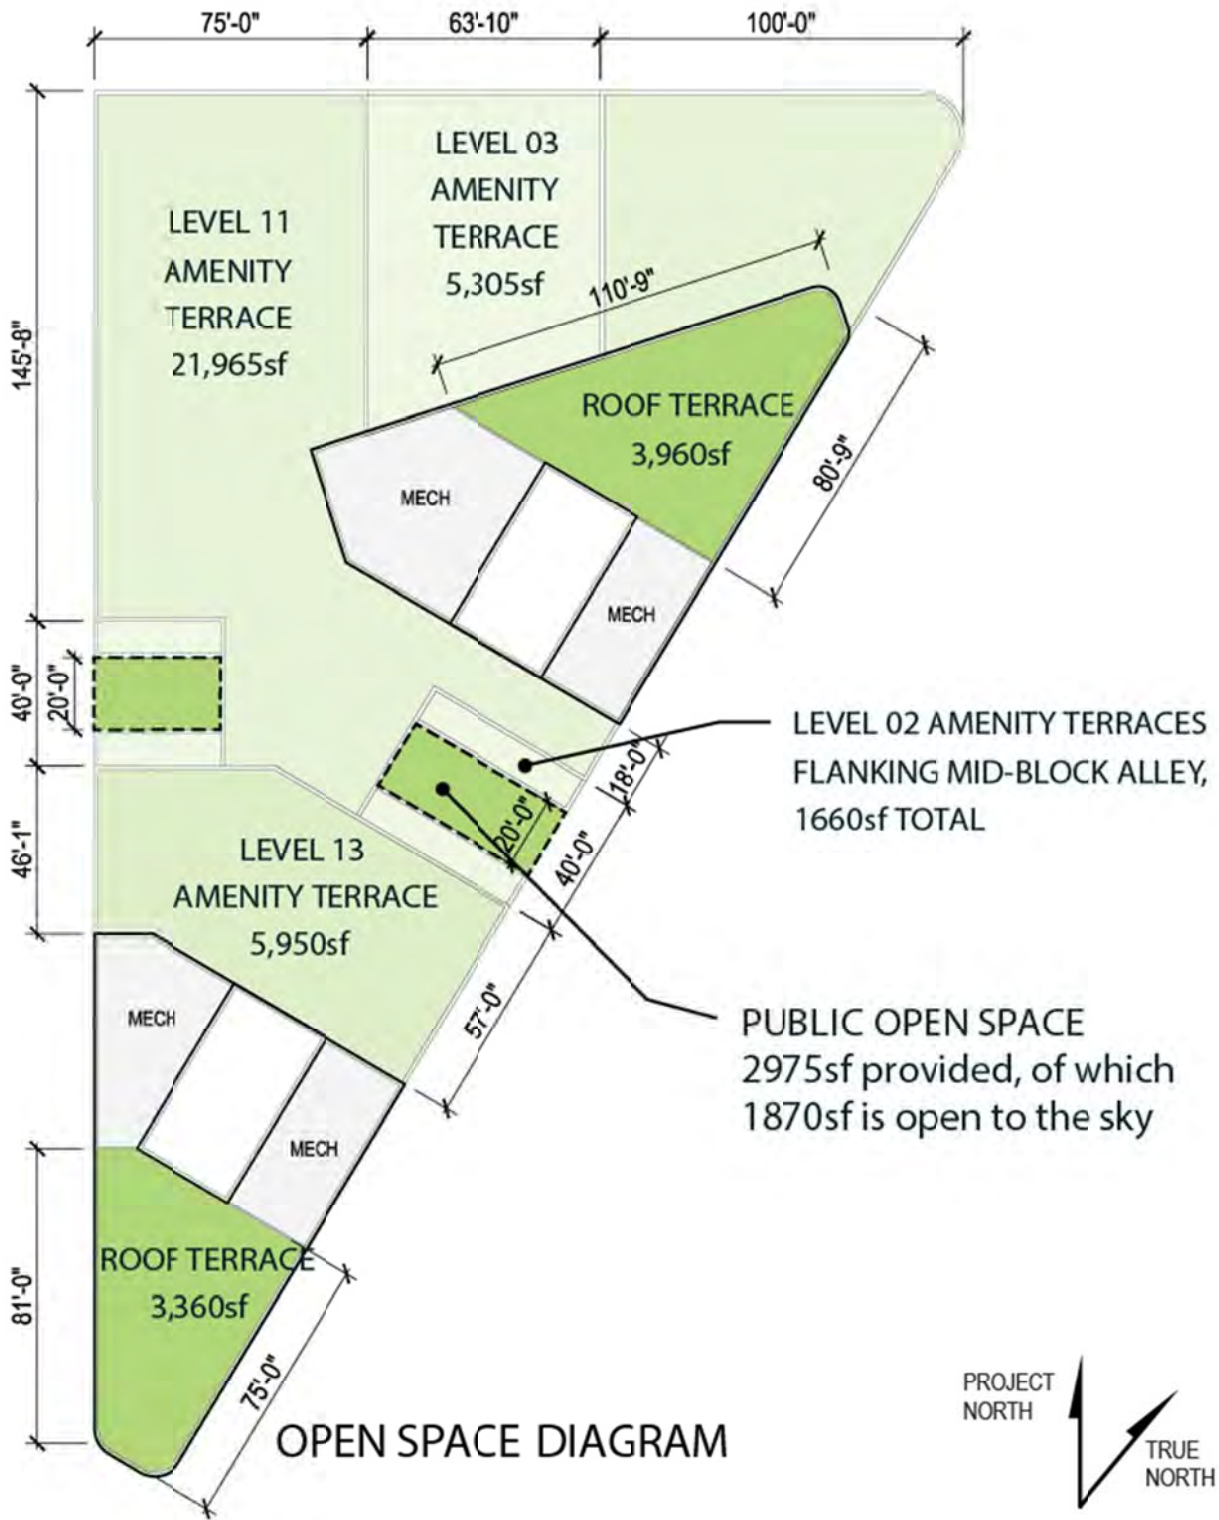 75'-0"
63'-10"
100'-0"
LEVEL 03
AMENITY
TERRACE
5,305sf
LEVEL 11
AMENITY
TERRACE
21,965sf
110'-9"
145'-8"
ROOF TERRACE
3,960sf
80'-9"
MECH
MECH
40'-0"
20'-0"
LEVEL 02 AMENITY TERRACES
FLANKING MID-BLOCK ALLEY,
1660sf TOTAL
18'-0"
20'-0"
40'-0"
46'-1"
LEVEL 13
AMENITY TERRACE
5,950sf
57'-0"
PUBLIC OPEN SPACE
2975sf provided, of which
1870sf is open to the sky
MECH
MECH
ROOF TERRACE
3,360sf
81'-0"
75'-0"
OPEN SPACE DIAGRAM
PROJECT
NORTH
TRUE
NORTH